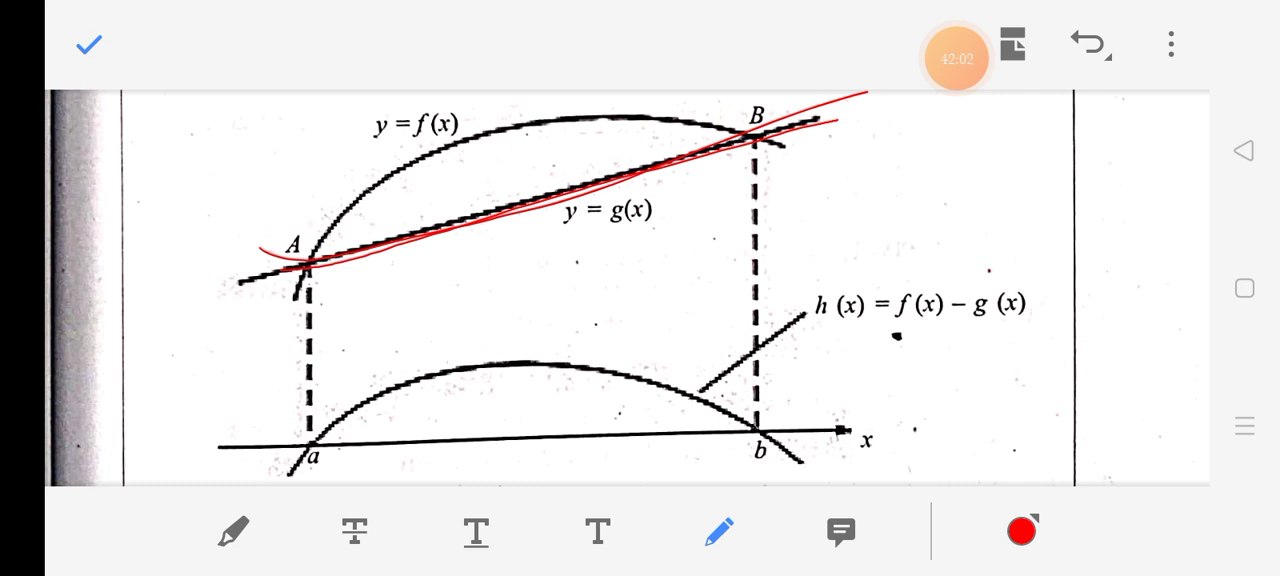 42:02
y = f(x)
B
A
y = g(x)
h (x) = f (x) – g (x)
a
b
x
T
T
T